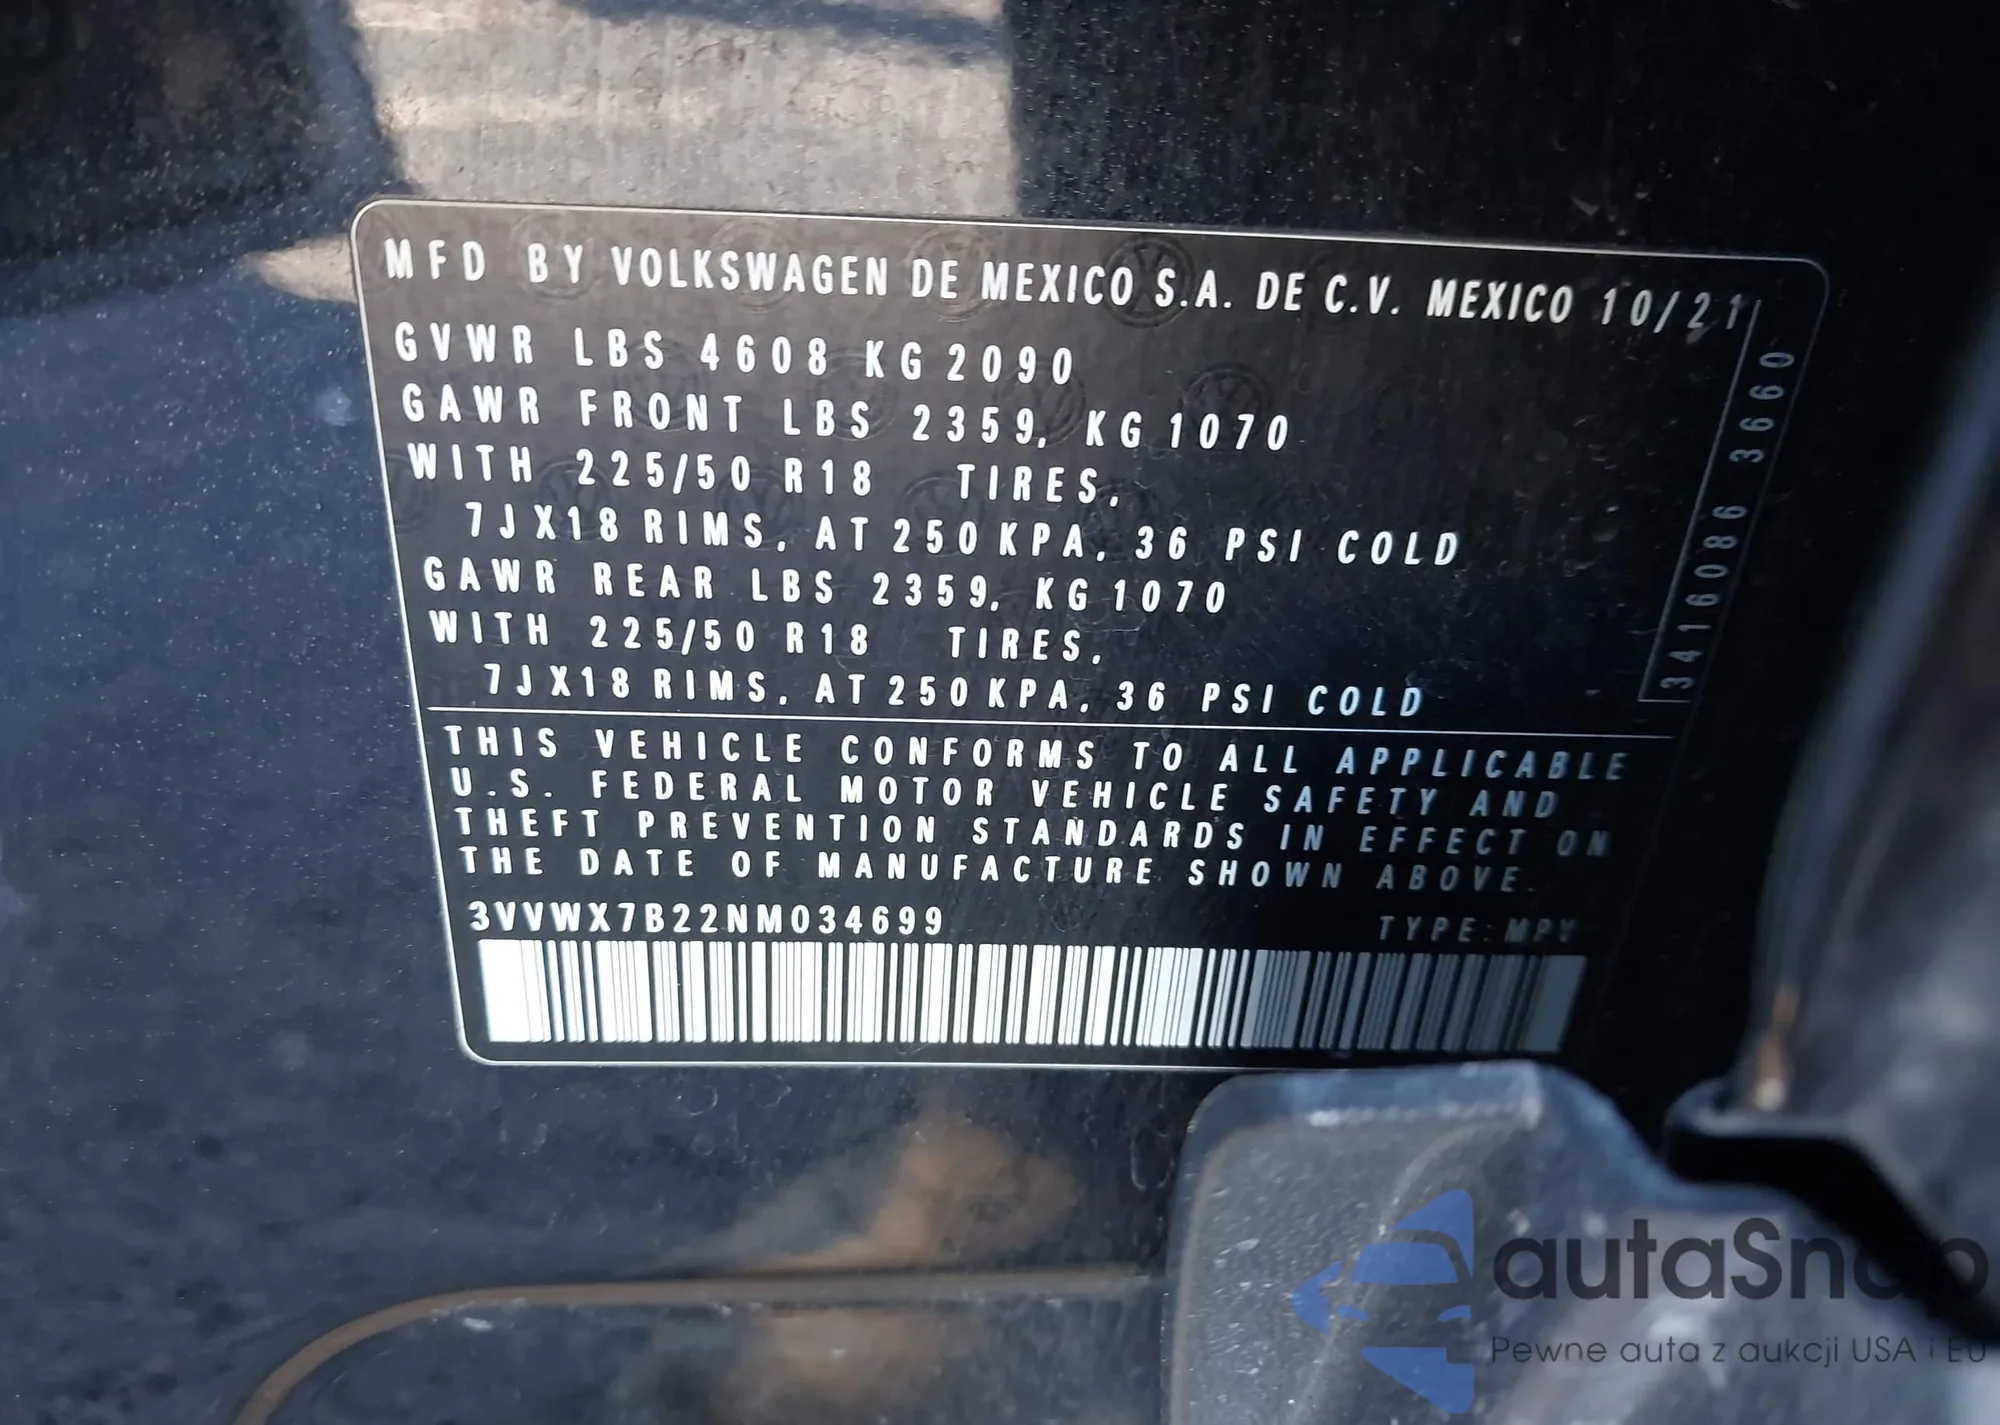 MFD BY VOLKSWAGEN DE MEXICO S.A. DE C.V. MEXICO 10/21
GVWR LBS 4608 KG 2090
GAWR FRONT LBS 2359, KG 1070
WITH 225/50 R18 TIRES,
7JX18 RIMS, AT 250 KPA, 36 PSI COLD
GAWR REAR LBS 2359, KG 1070
WITH 225/50 R18 TIRES,
7JX18 RIMS, AT 250 KPA, 36 PSI COLD
3416086 3660
THIS VEHICLE CONFORMS TO ALL APPLICABLE
U.S. FEDERAL MOTOR VEHICLE SAFETY AND
THEFT PREVENTION STANDARDS IN EFFECT ON
THE DATE OF MANUFACTURE SHOWN ABOVE.
3VVWX7B22NM034699 TYPE: MPV
autaSnap
Pewne auta z aukcji USA i EU